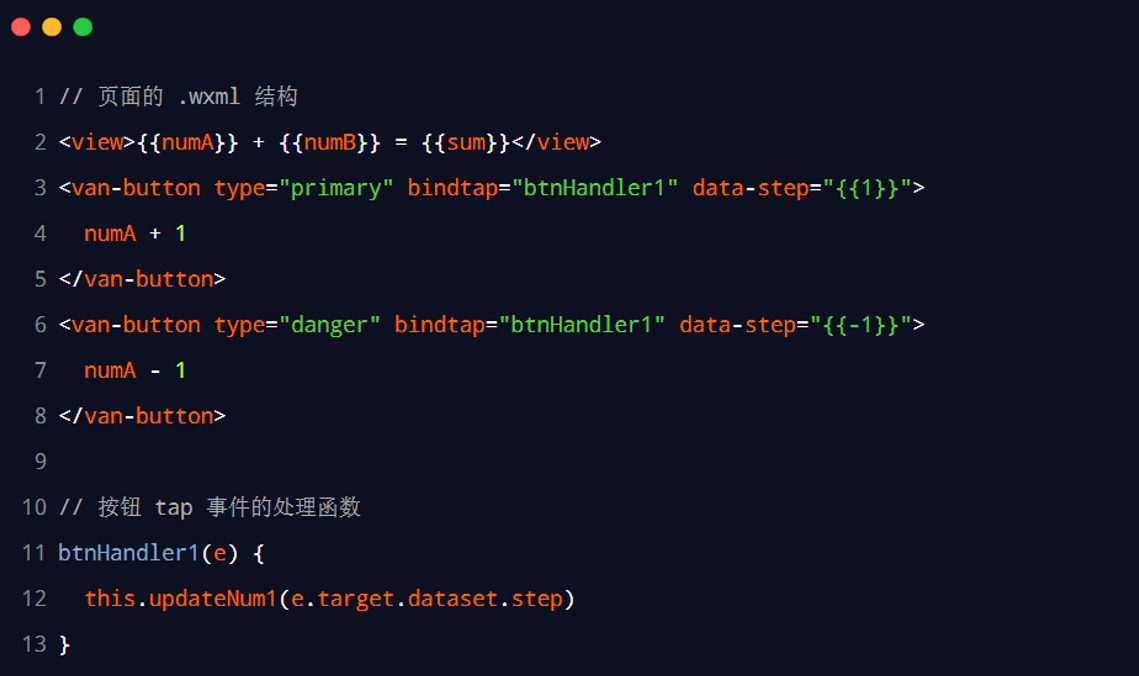 1 // 页面的 .wxml 结构
2 <view>{{numA}} + {{numB}} = {{sum}}</view>
3 <van-button type="primary" bindtap="btnHandler1" data-step="{{1}}">
4   numA + 1
5 </van-button>
6 <van-button type="danger" bindtap="btnHandler1" data-step="{{-1}}">
7   numA - 1
8 </van-button>
9
10 // 按钮 tap 事件的处理函数
11 btnHandler1(e) {
12   this.updateNum1(e.target.dataset.step)
13 }